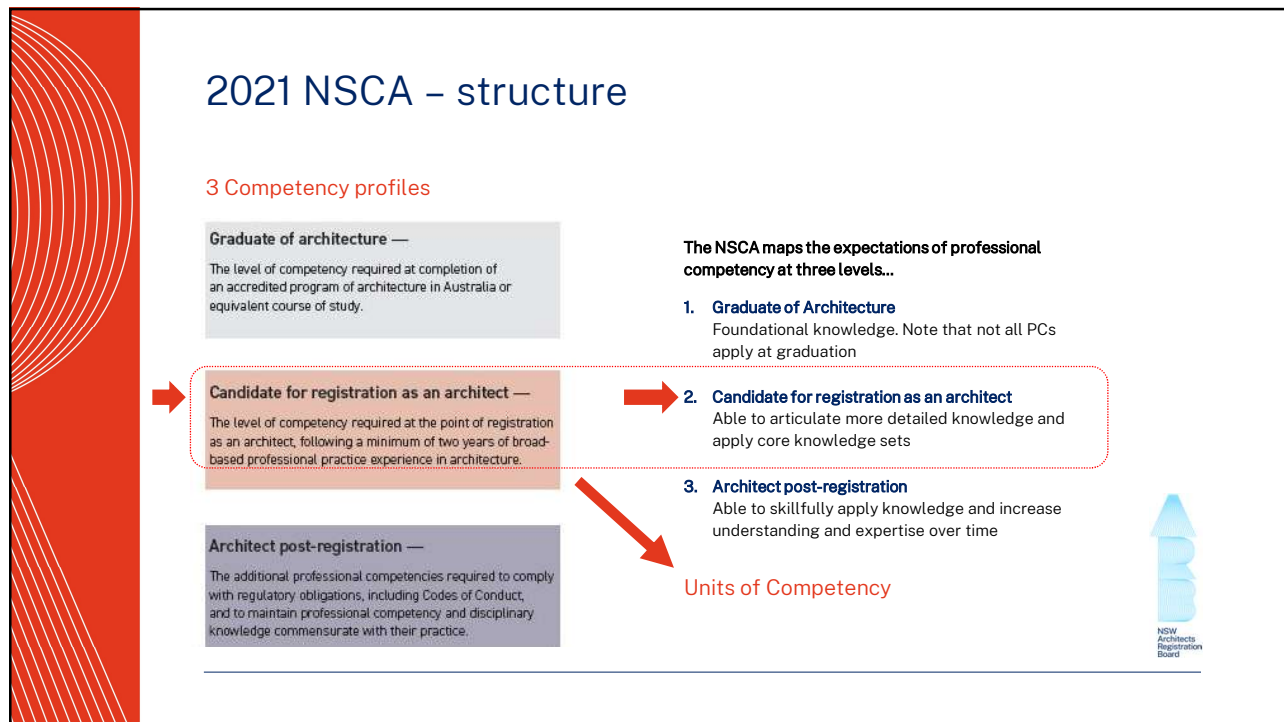 2021 NSCA – structure
3 Competency profiles
Graduate of architecture —
The level of competency required at completion of
an accredited program of architecture in Australia or
equivalent course of study.
Candidate for registration as an architect —
The level of competency required at the point of registration
as an architect, following a minimum of two years of broad-
based professional practice experience in architecture.
Architect post-registration —
The additional professional competencies required to comply
with regulatory obligations, including Codes of Conduct,
and to maintain professional competency and disciplinary
knowledge commensurate with their practice.
The NSCA maps the expectations of professional
competency at three levels...
1. Graduate of Architecture
Foundational knowledge. Note that not all PCs
apply at graduation
2. Candidate for registration as an architect
Able to articulate more detailed knowledge and
apply core knowledge sets
3. Architect post-registration
Able to skillfully apply knowledge and increase
understanding and expertise over time
Units of Competency
NSW
Architects
Registration
Board